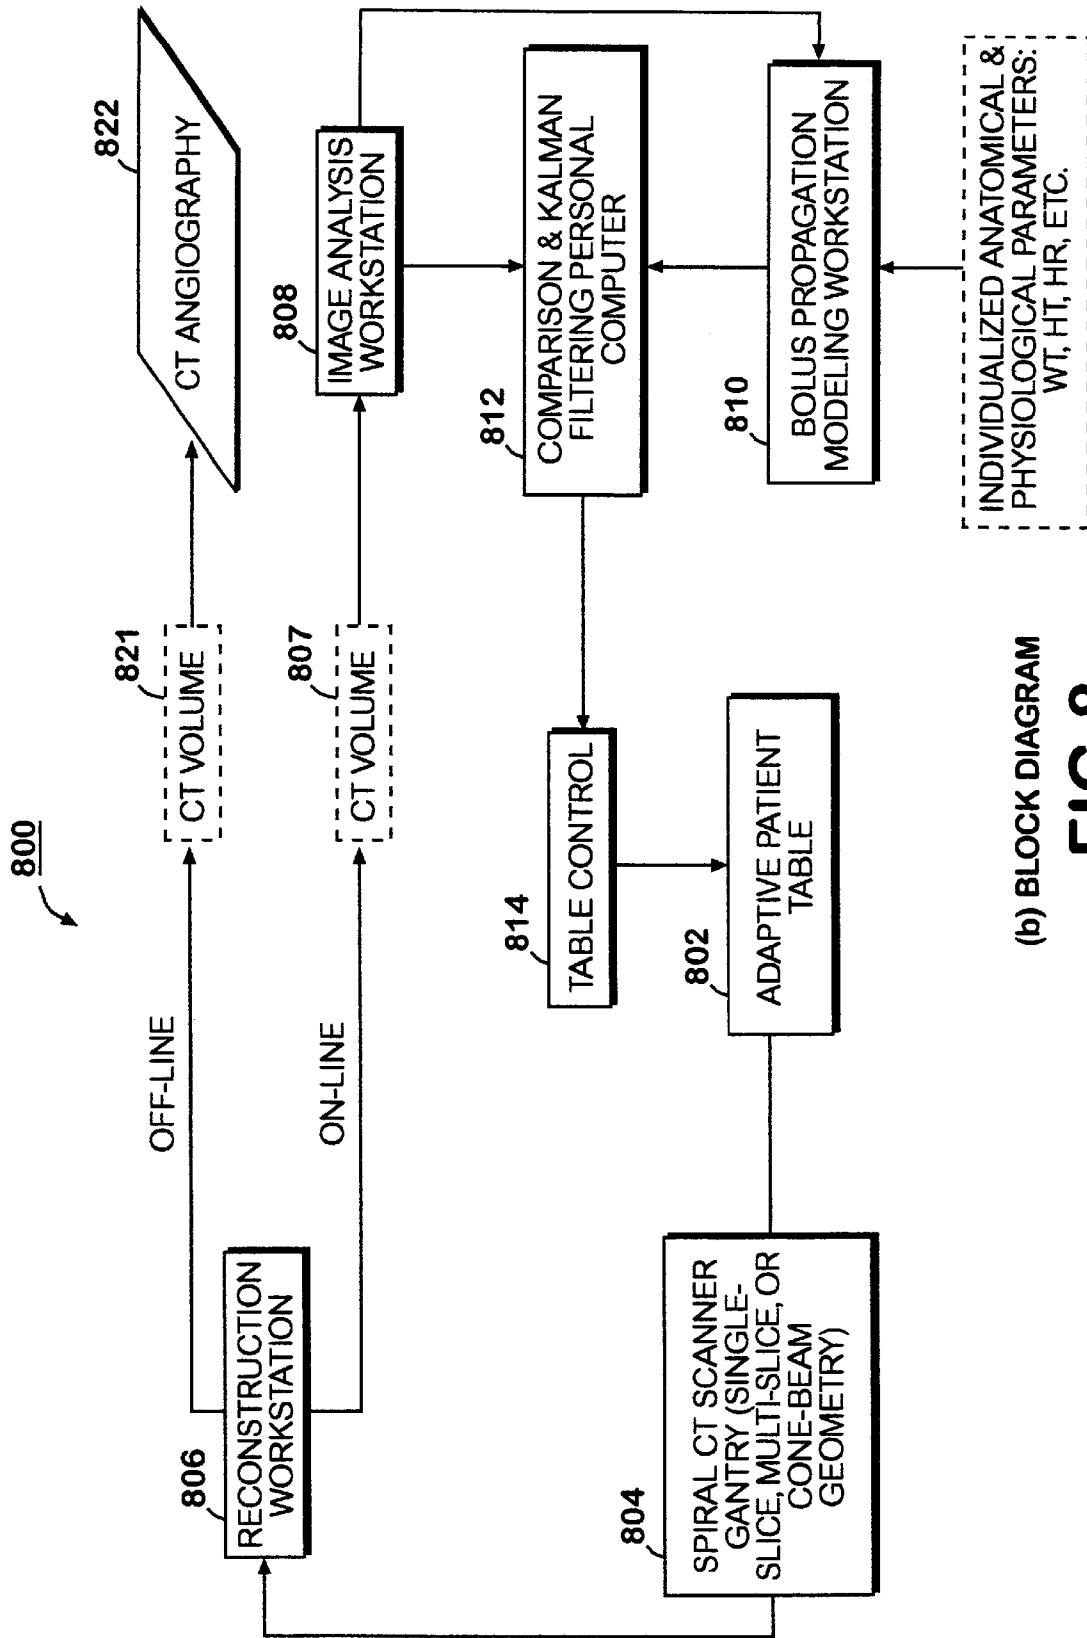 800
OFF-LINE
821
CT VOLUME
822
CT ANGIOGRAPHY
806
RECONSTRUCTION
WORKSTATION
ON-LINE
807
CT VOLUME
808
IMAGE ANALYSIS
WORKSTATION
812
COMPARISON & KALMAN
FILTERING PERSONAL
COMPUTER
814
TABLE CONTROL
802
ADAPTIVE PATIENT
TABLE
804
SPIRAL CT SCANNER
GANTRY (SINGLE-
SLICE, MULTI-SLICE, OR
CONE-BEAM
GEOMETRY)
810
BOLUS PROPAGATION
MODELING WORKSTATION
INDIVIDUALIZED ANATOMICAL &
PHYSIOLOGICAL PARAMETERS:
WT, HT, HR, ETC.
(b) BLOCK DIAGRAM
FIG